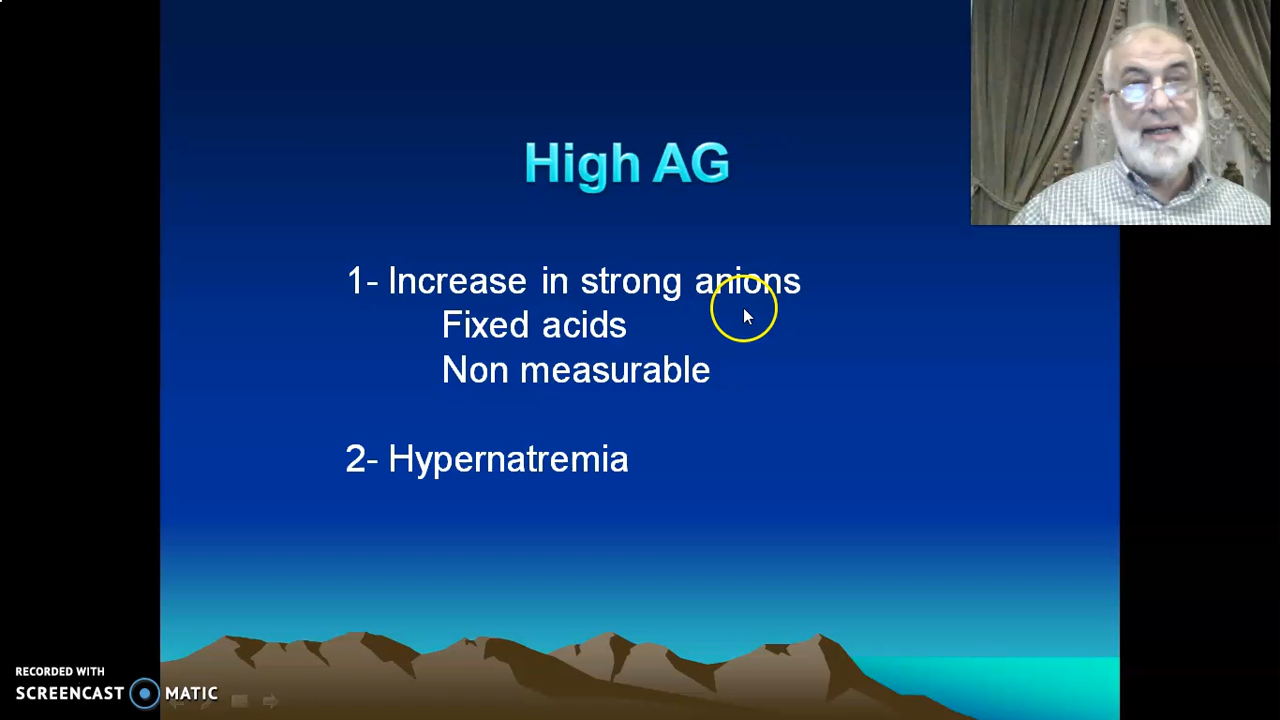 High AG
1- Increase in strong anions
Fixed acids
Non measurable
2- Hypernatremia
RECORDED WITH
SCREENCAST MATIC